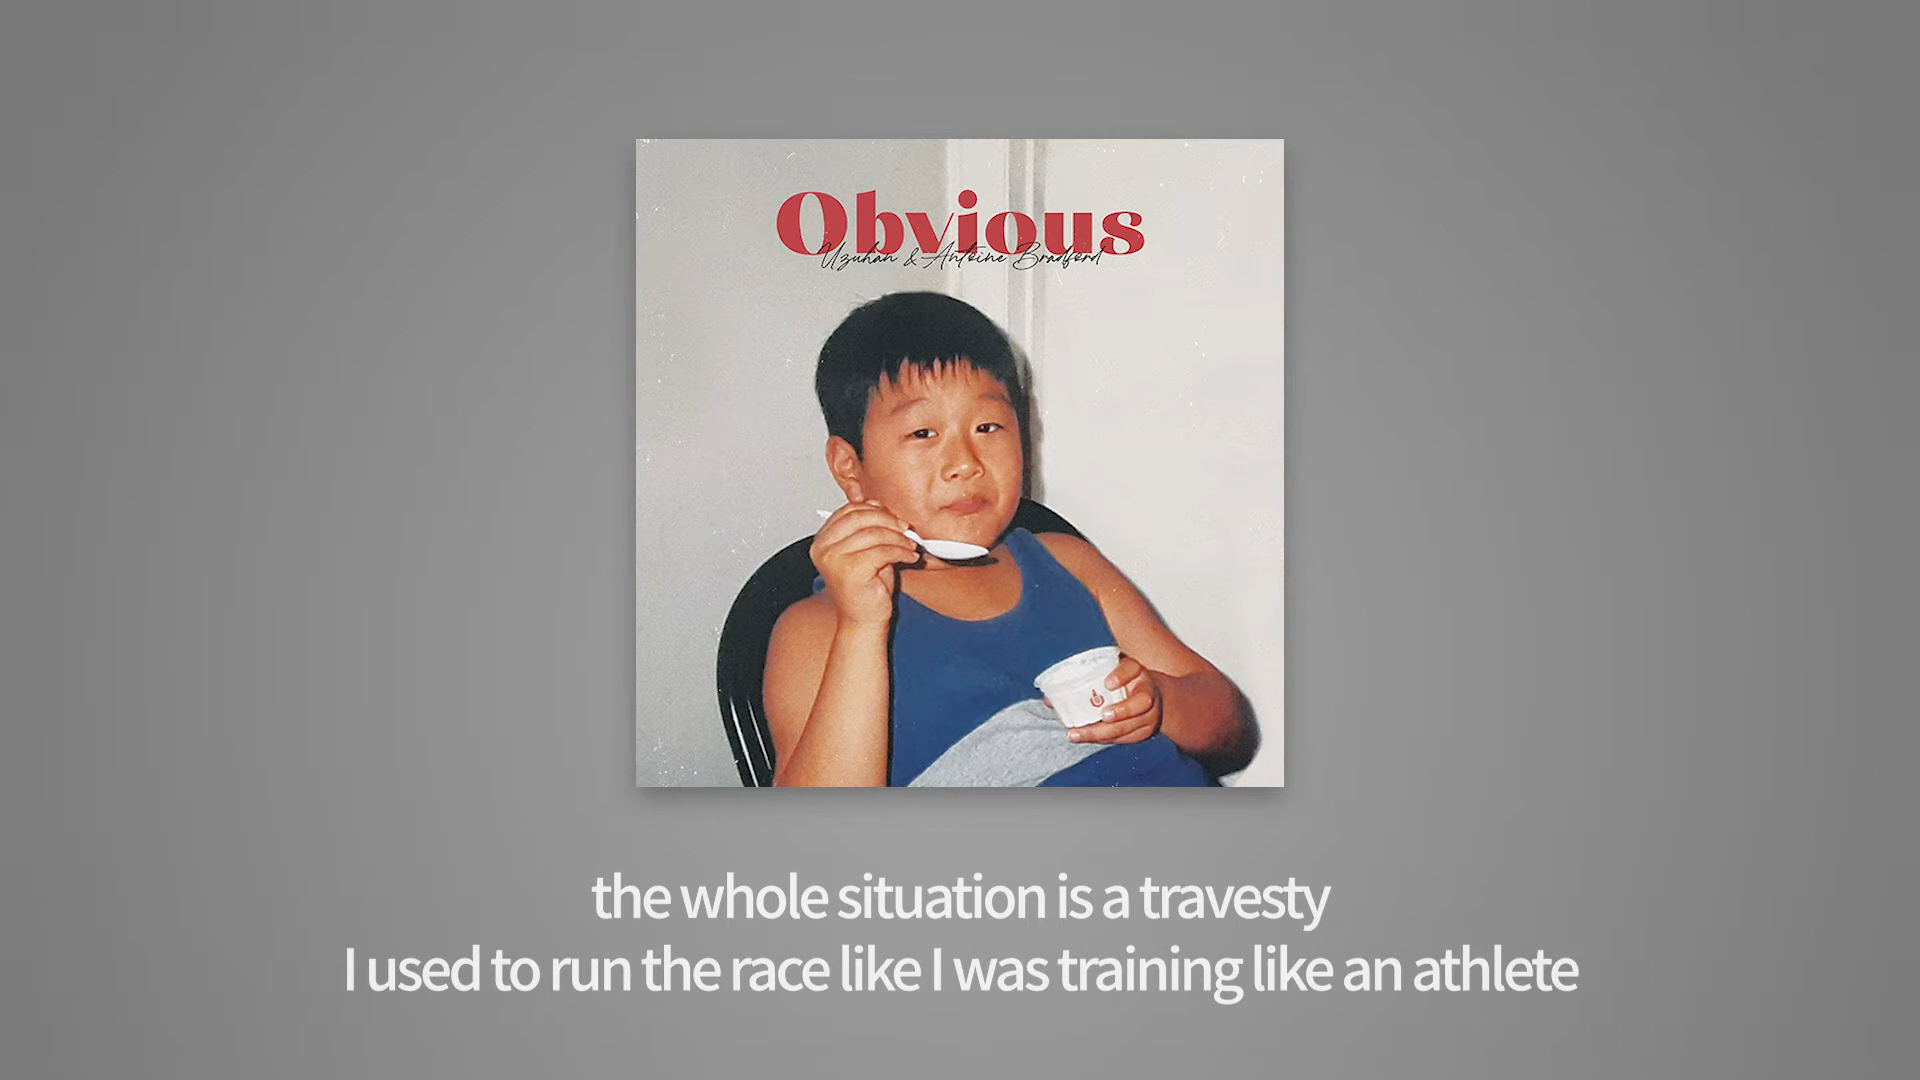 Obvious
Uzuhan & Antoine Bradford
the whole situation is a travesty
I used to run the race like I was training like an athlete